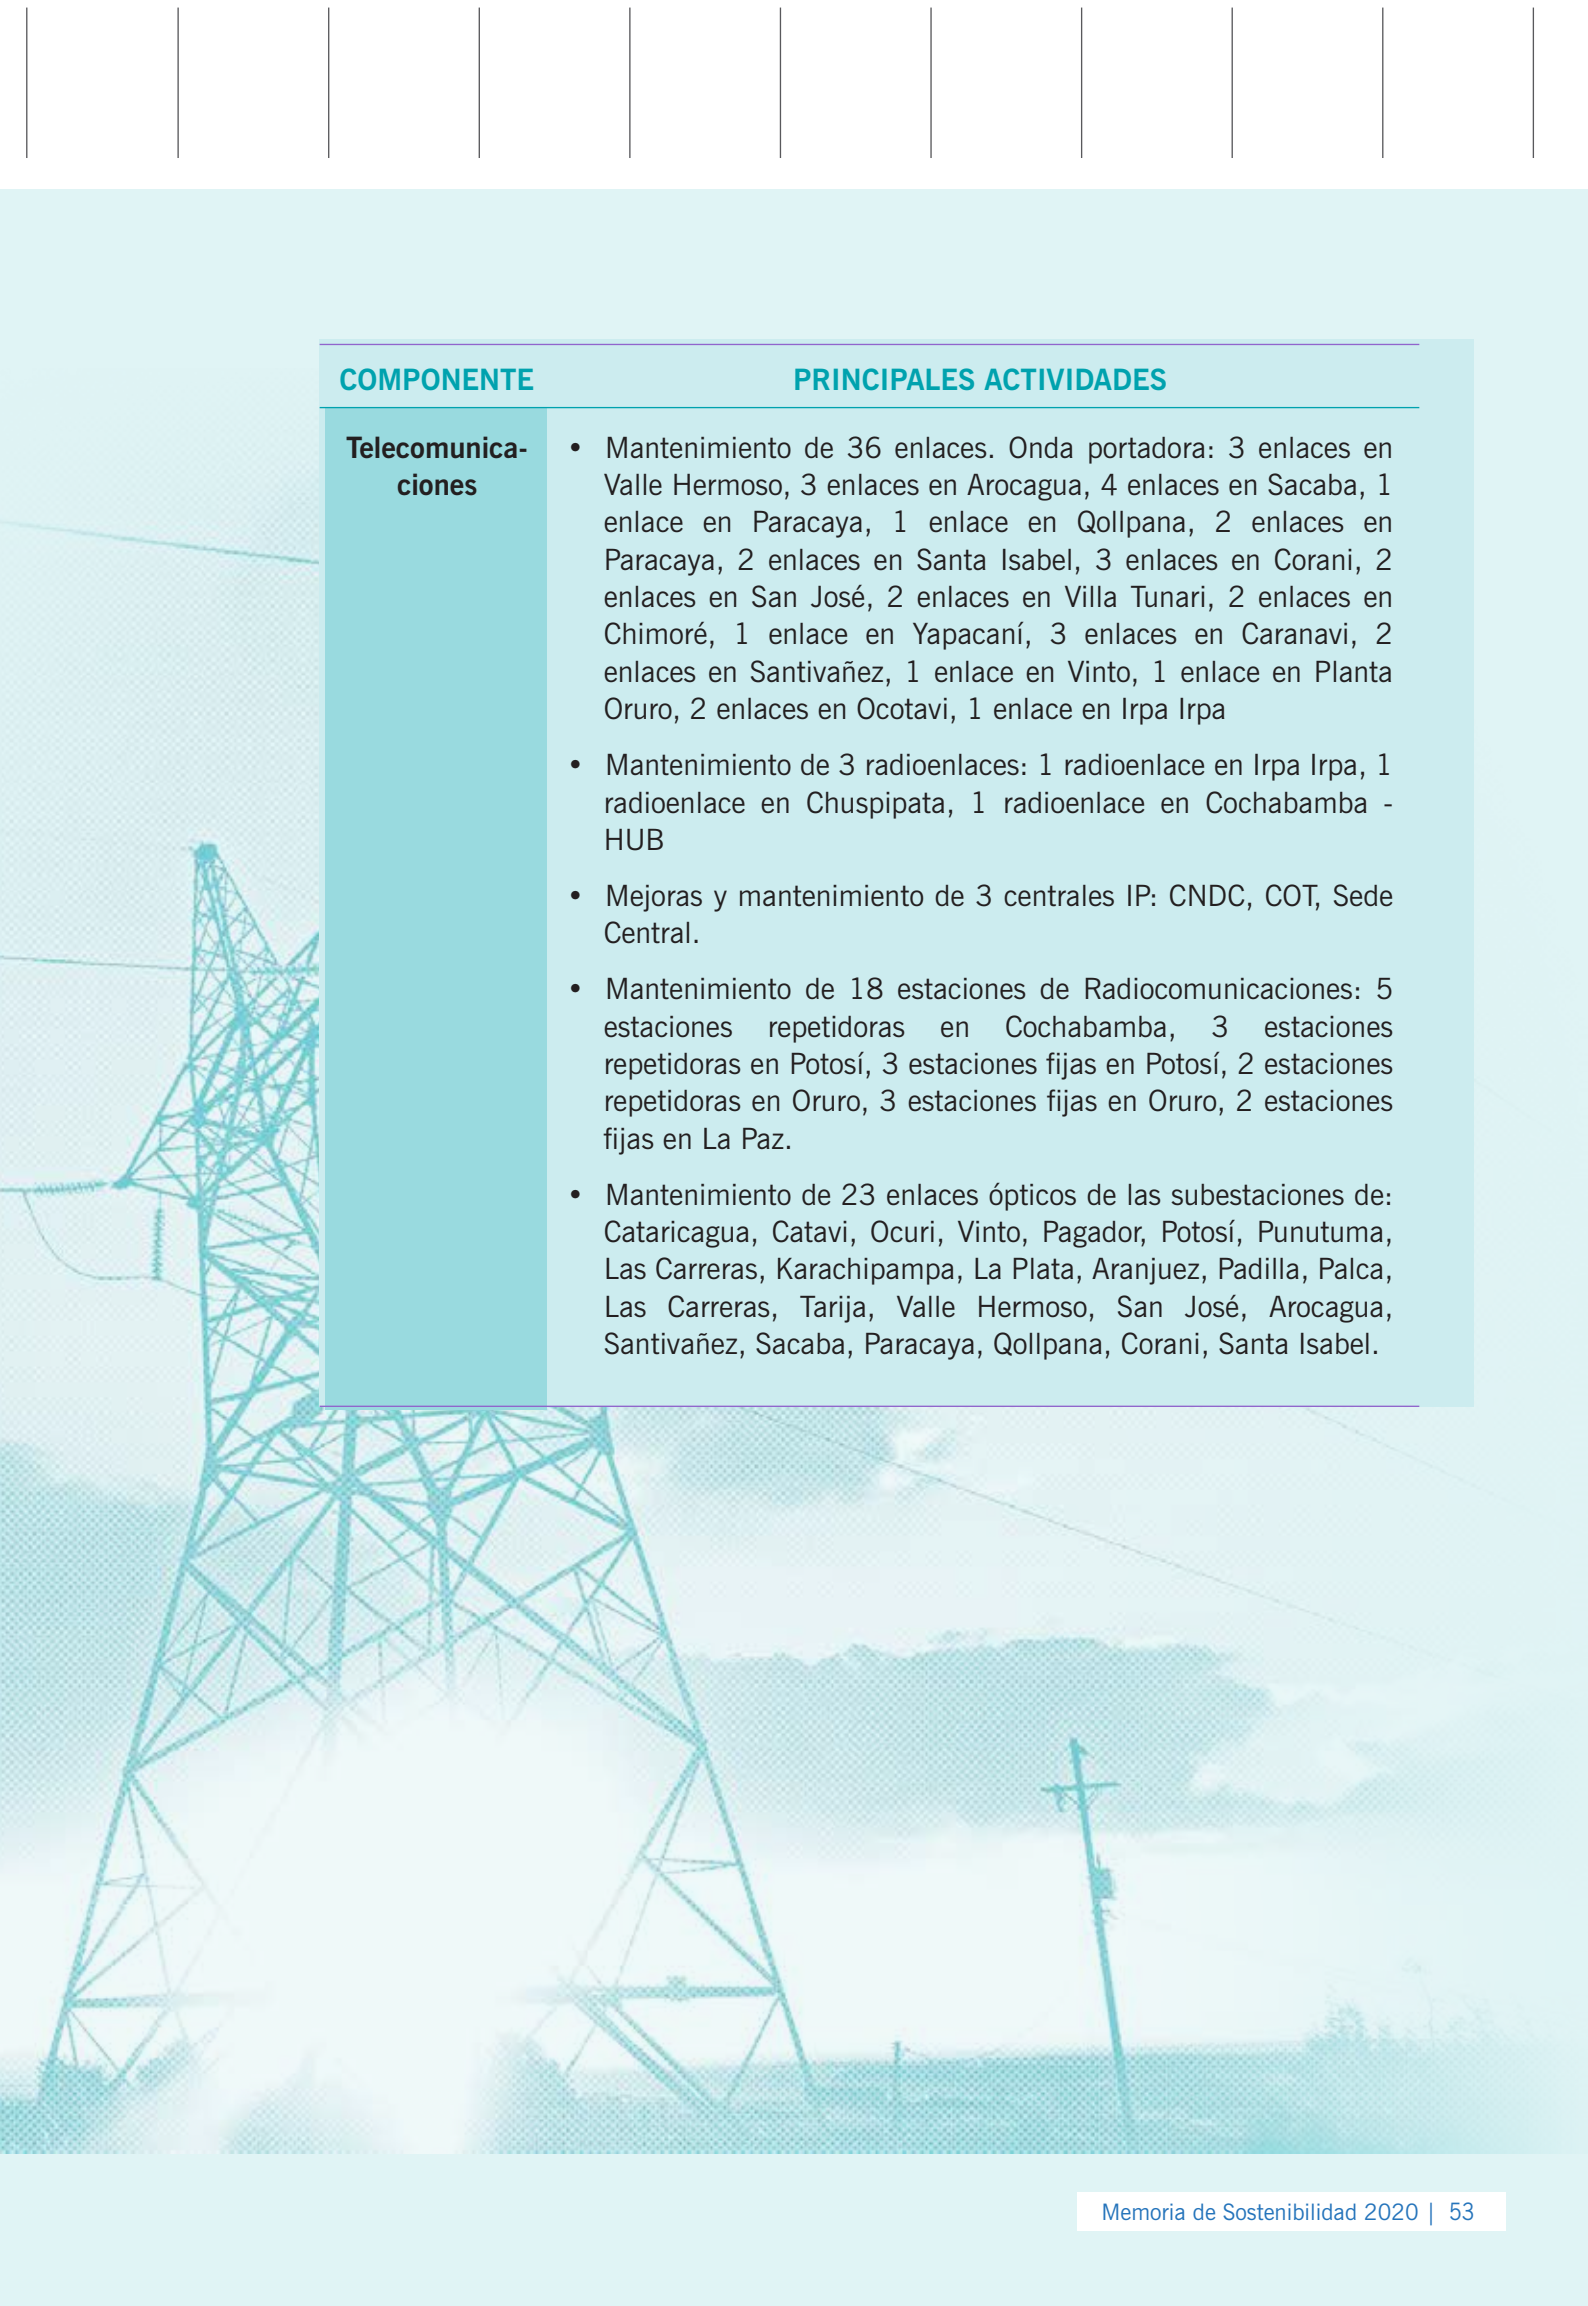 COMPONENTE PRINCIPALES ACTIVIDADES
Telecomunica-
ciones
• Mantenimiento de 36 enlaces. Onda portadora: 3 enlaces en
Valle Hermoso, 3 enlaces en Arocagua, 4 enlaces en Sacaba, 1
enlace en Paracaya, 1 enlace en Qollpana, 2 enlaces en
Paracaya, 2 enlaces en Santa Isabel, 3 enlaces en Corani, 2
enlaces en San José, 2 enlaces en Villa Tunari, 2 enlaces en
Chimoré, 1 enlace en Yapacaní, 3 enlaces en Caranavi, 2
enlaces en Santivañez, 1 enlace en Vinto, 1 enlace en Planta
Oruro, 2 enlaces en Ocotavi, 1 enlace en Irpa Irpa
• Mantenimiento de 3 radioenlaces: 1 radioenlace en Irpa Irpa, 1
radioenlace en Chuspipata, 1 radioenlace en Cochabamba -
HUB
• Mejoras y mantenimiento de 3 centrales IP: CNDC, COT, Sede
Central.
• Mantenimiento de 18 estaciones de Radiocomunicaciones: 5
estaciones repetidoras en Cochabamba, 3 estaciones
repetidoras en Potosí, 3 estaciones fijas en Potosí, 2 estaciones
repetidoras en Oruro, 3 estaciones fijas en Oruro, 2 estaciones
fijas en La Paz.
• Mantenimiento de 23 enlaces ópticos de las subestaciones de:
Cataricagua, Catavi, Ocuri, Vinto, Pagador, Potosí, Punutuma,
Las Carreras, Karachipampa, La Plata, Aranjuez, Padilla, Palca,
Las Carreras, Tarija, Valle Hermoso, San José, Arocagua,
Santivañez, Sacaba, Paracaya, Qollpana, Corani, Santa Isabel.
Memoria de Sostenibilidad 2020 | 53